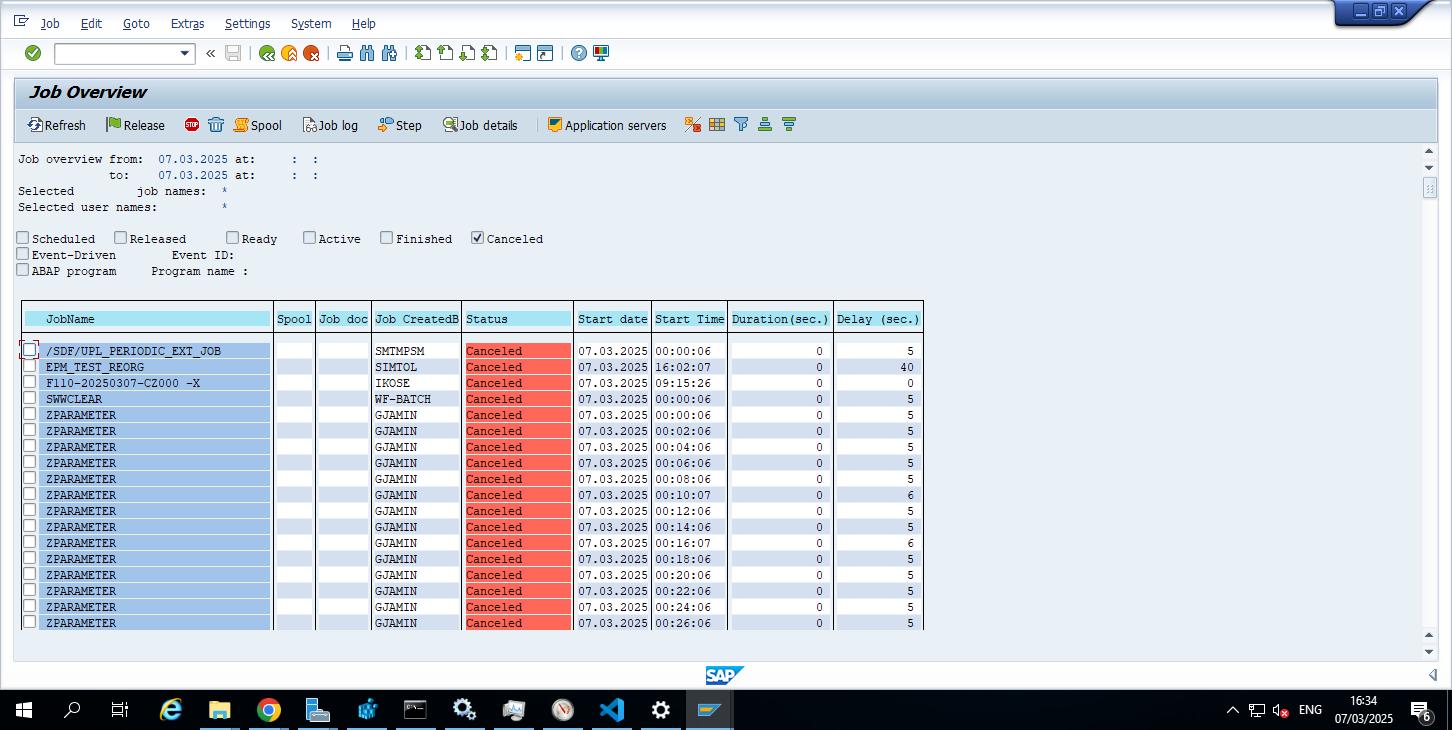 Job Edit Goto Extras Settings System Help
Job Overview
Refresh Release STOP Spool Job log Step Job details Application servers
Job overview from: 07.03.2025 at: : :
to: 07.03.2025 at: : :
Selected job names: *
Selected user names: *
Scheduled Released Ready Active Finished Canceled
Event-Driven Event ID:
ABAP program Program name :
JobName Spool Job doc Job CreatedB Status Start date Start Time Duration(sec.) Delay (sec.)
/SDF/UPL_PERIODIC_EXT_JOB SMTMPSM Canceled 07.03.2025 00:00:06 0 5
EPM_TEST_REORG SIMTOL Canceled 07.03.2025 16:02:07 0 40
F110-20250307-CZ000 -X IKOSE Canceled 07.03.2025 09:15:26 0 0
SWWCLEAR WF-BATCH Canceled 07.03.2025 00:00:06 0 5
ZPARAMETER GJAMIN Canceled 07.03.2025 00:00:06 0 5
ZPARAMETER GJAMIN Canceled 07.03.2025 00:02:06 0 5
ZPARAMETER GJAMIN Canceled 07.03.2025 00:04:06 0 5
ZPARAMETER GJAMIN Canceled 07.03.2025 00:06:06 0 5
ZPARAMETER GJAMIN Canceled 07.03.2025 00:08:06 0 5
ZPARAMETER GJAMIN Canceled 07.03.2025 00:10:07 0 6
ZPARAMETER GJAMIN Canceled 07.03.2025 00:12:06 0 5
ZPARAMETER GJAMIN Canceled 07.03.2025 00:14:06 0 5
ZPARAMETER GJAMIN Canceled 07.03.2025 00:16:07 0 6
ZPARAMETER GJAMIN Canceled 07.03.2025 00:18:06 0 5
ZPARAMETER GJAMIN Canceled 07.03.2025 00:20:06 0 5
ZPARAMETER GJAMIN Canceled 07.03.2025 00:22:06 0 5
ZPARAMETER GJAMIN Canceled 07.03.2025 00:24:06 0 5
ZPARAMETER GJAMIN Canceled 07.03.2025 00:26:06 0 5
SAP
ENG 16:34
07/03/2025 6